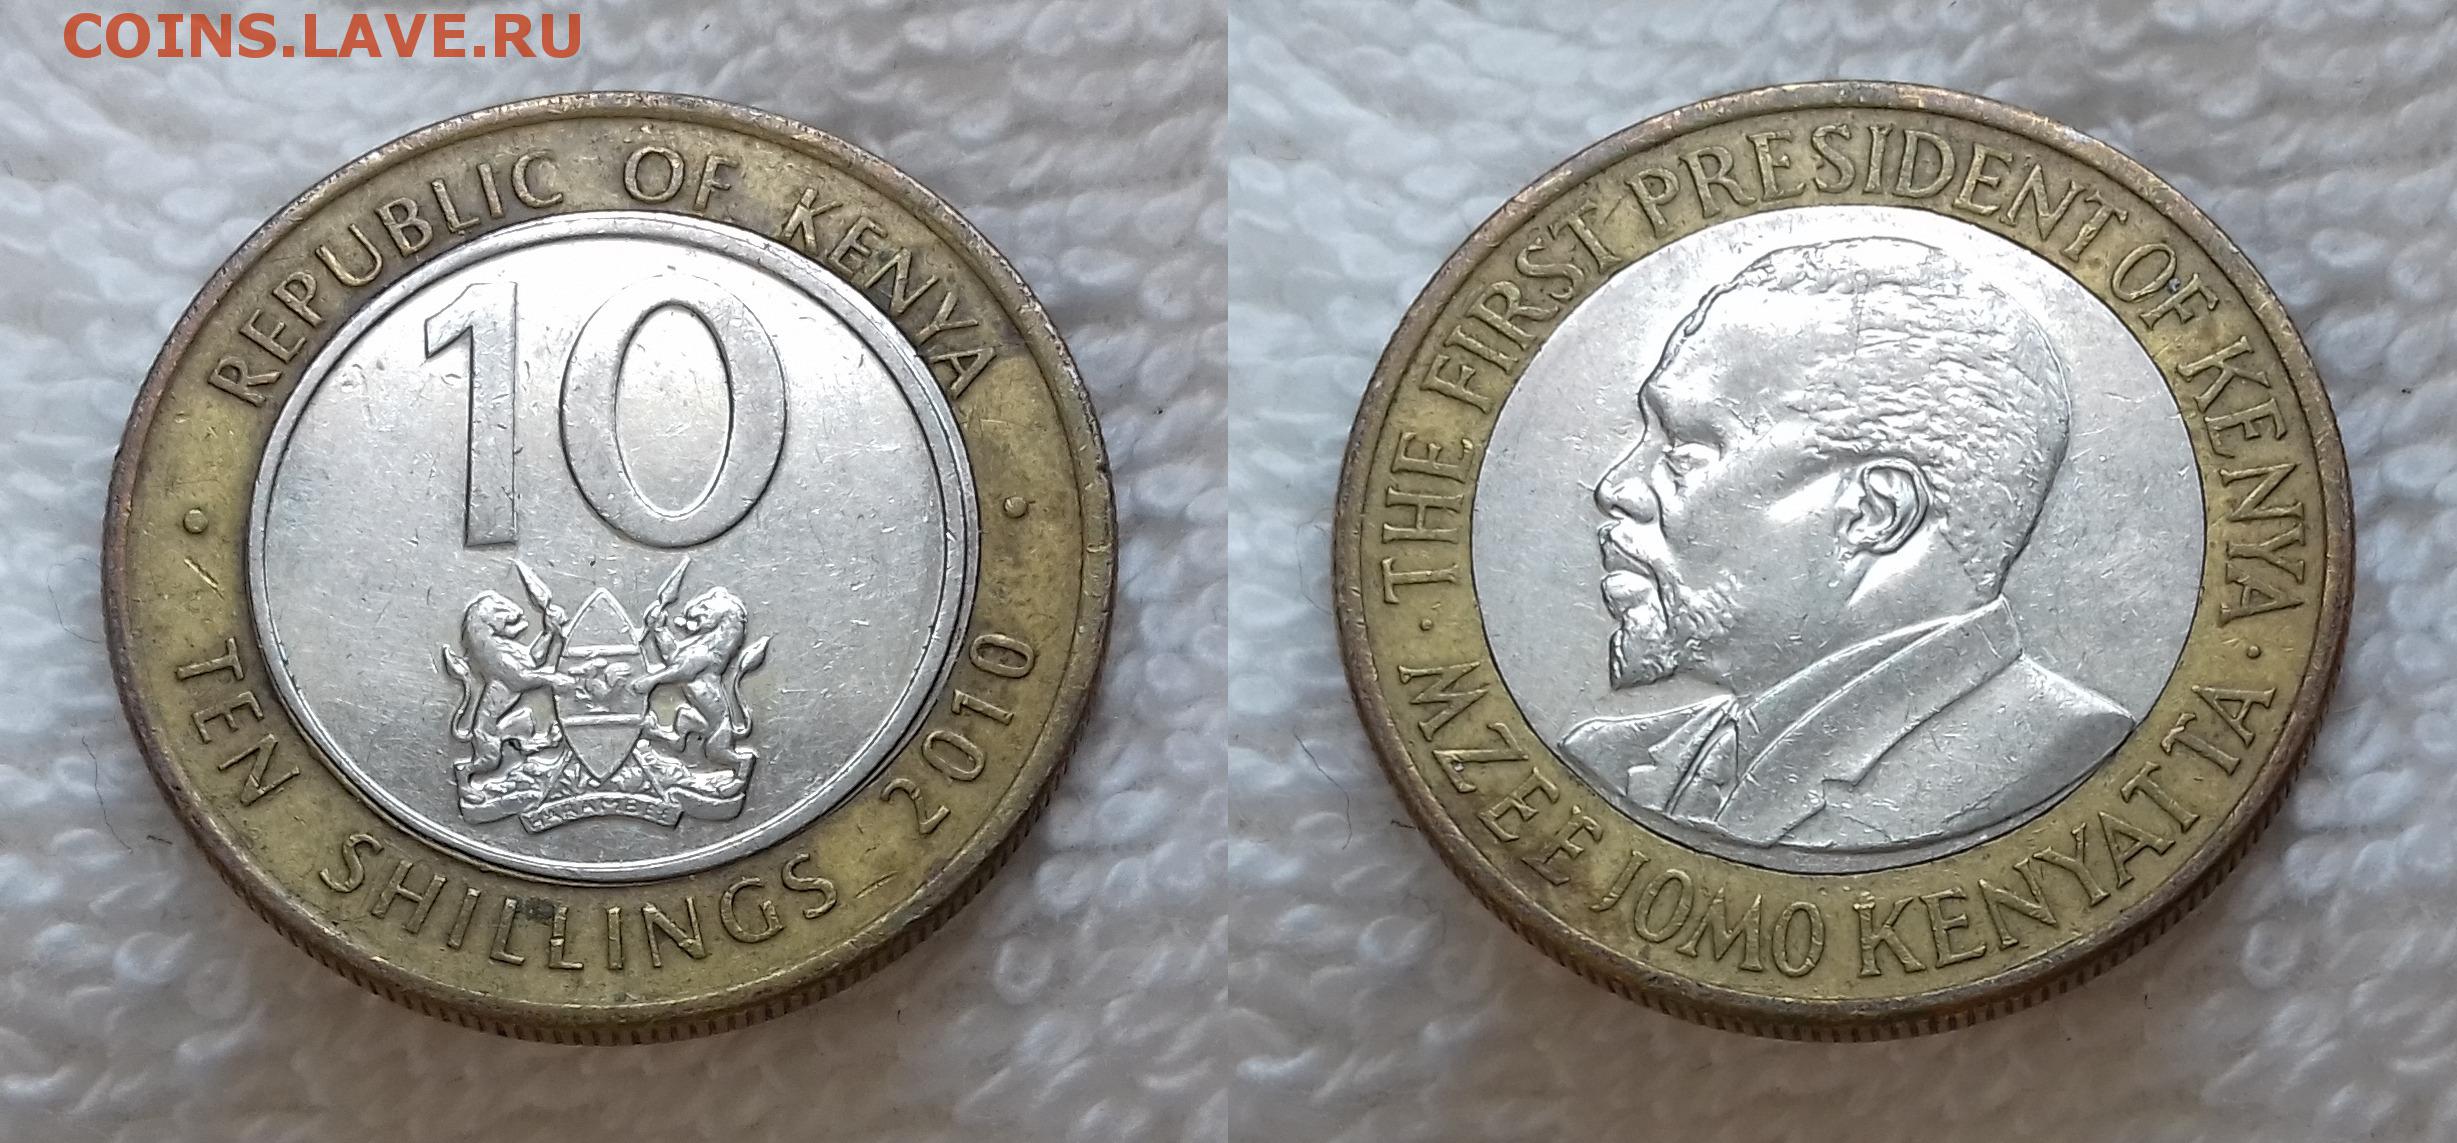 COINS.LAVE.RU
REPUBLIC OF KENYA
10
HARAMBEE
· TEN SHILLINGS 2010 ·
· THE FIRST PRESIDENT OF KENYA ·
MZEE JOMO KENYATTA